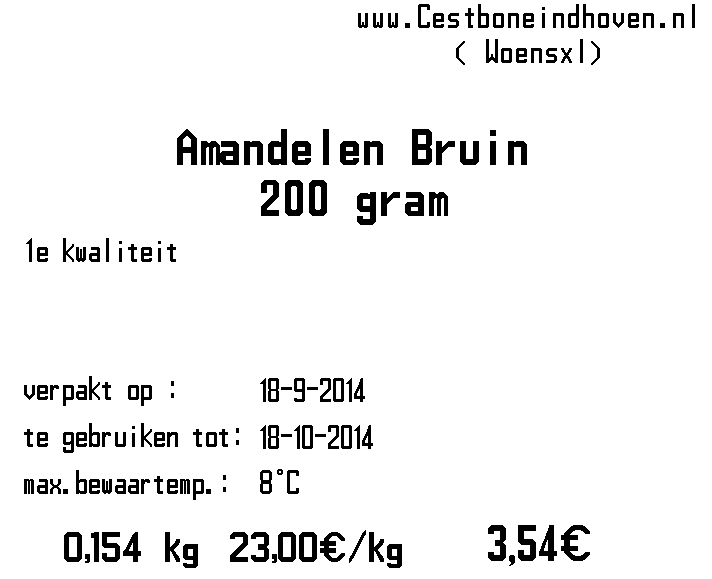 www.Cestboneindhoven.nl
( Woensxl)
Amandelen Bruin
200 gram
1e kwaliteit
verpakt op : 18-9-2014
te gebruiken tot: 18-10-2014
max.bewaartemp.: 8°C
0,154 kg 23,00€/kg 3,54€